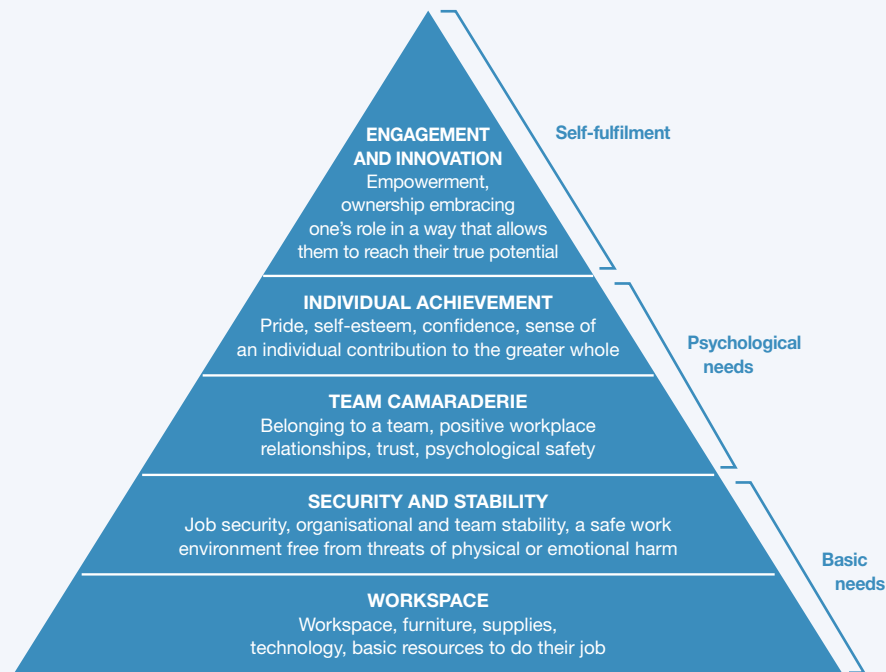 ENGAGEMENT
AND INNOVATION
Empowerment,
ownership embracing
one's role in a way that allows
them to reach their true potential
Self-fulfilment
INDIVIDUAL ACHIEVEMENT
Pride, self-esteem, confidence, sense of
an individual contribution to the greater whole
Psychological
needs
TEAM CAMARADERIE
Belonging to a team, positive workplace
relationships, trust, psychological safety
SECURITY AND STABILITY
Job security, organisational and team stability, a safe work
environment free from threats of physical or emotional harm
Basic
needs
WORKSPACE
Workspace, furniture, supplies,
technology, basic resources to do their job